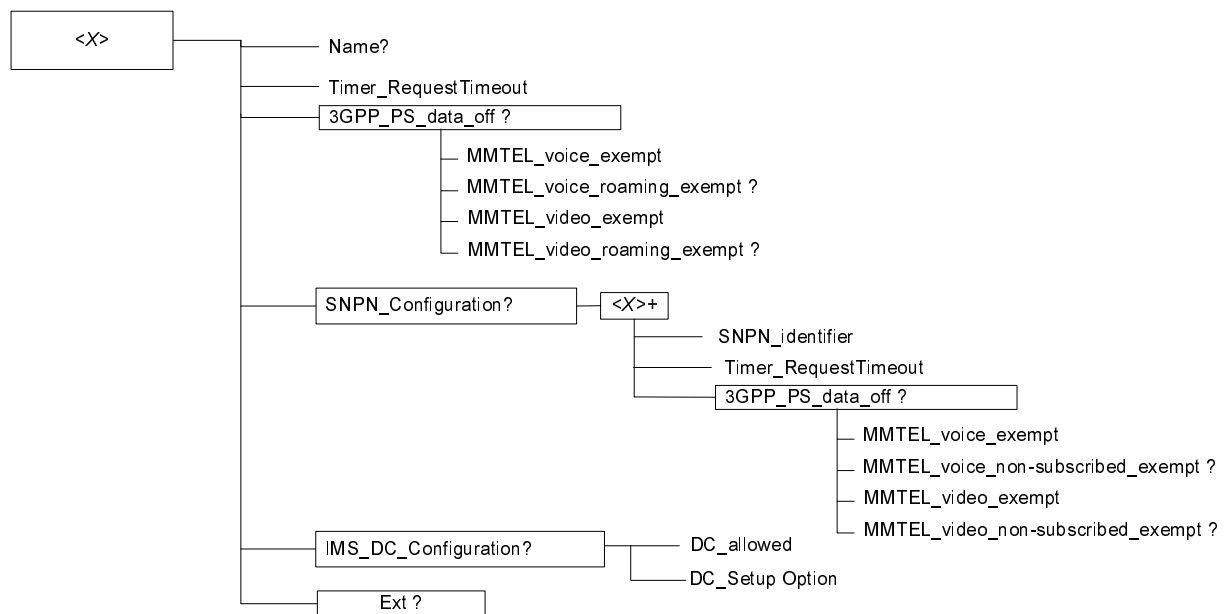 <X>
Name?
Timer_RequestTimeout
3GPP_PS_data_off ?
MMTEL_voice_exempt
MMTEL_voice_roaming_exempt ?
MMTEL_video_exempt
MMTEL_video_roaming_exempt ?
SNPN_Configuration?
<X>+
SNPN_identifier
Timer_RequestTimeout
3GPP_PS_data_off ?
MMTEL_voice_exempt
MMTEL_voice_non-subscribed_exempt ?
MMTEL_video_exempt
MMTEL_video_non-subscribed_exempt ?
IMS_DC_Configuration?
DC_allowed
DC_Setup Option
Ext ?